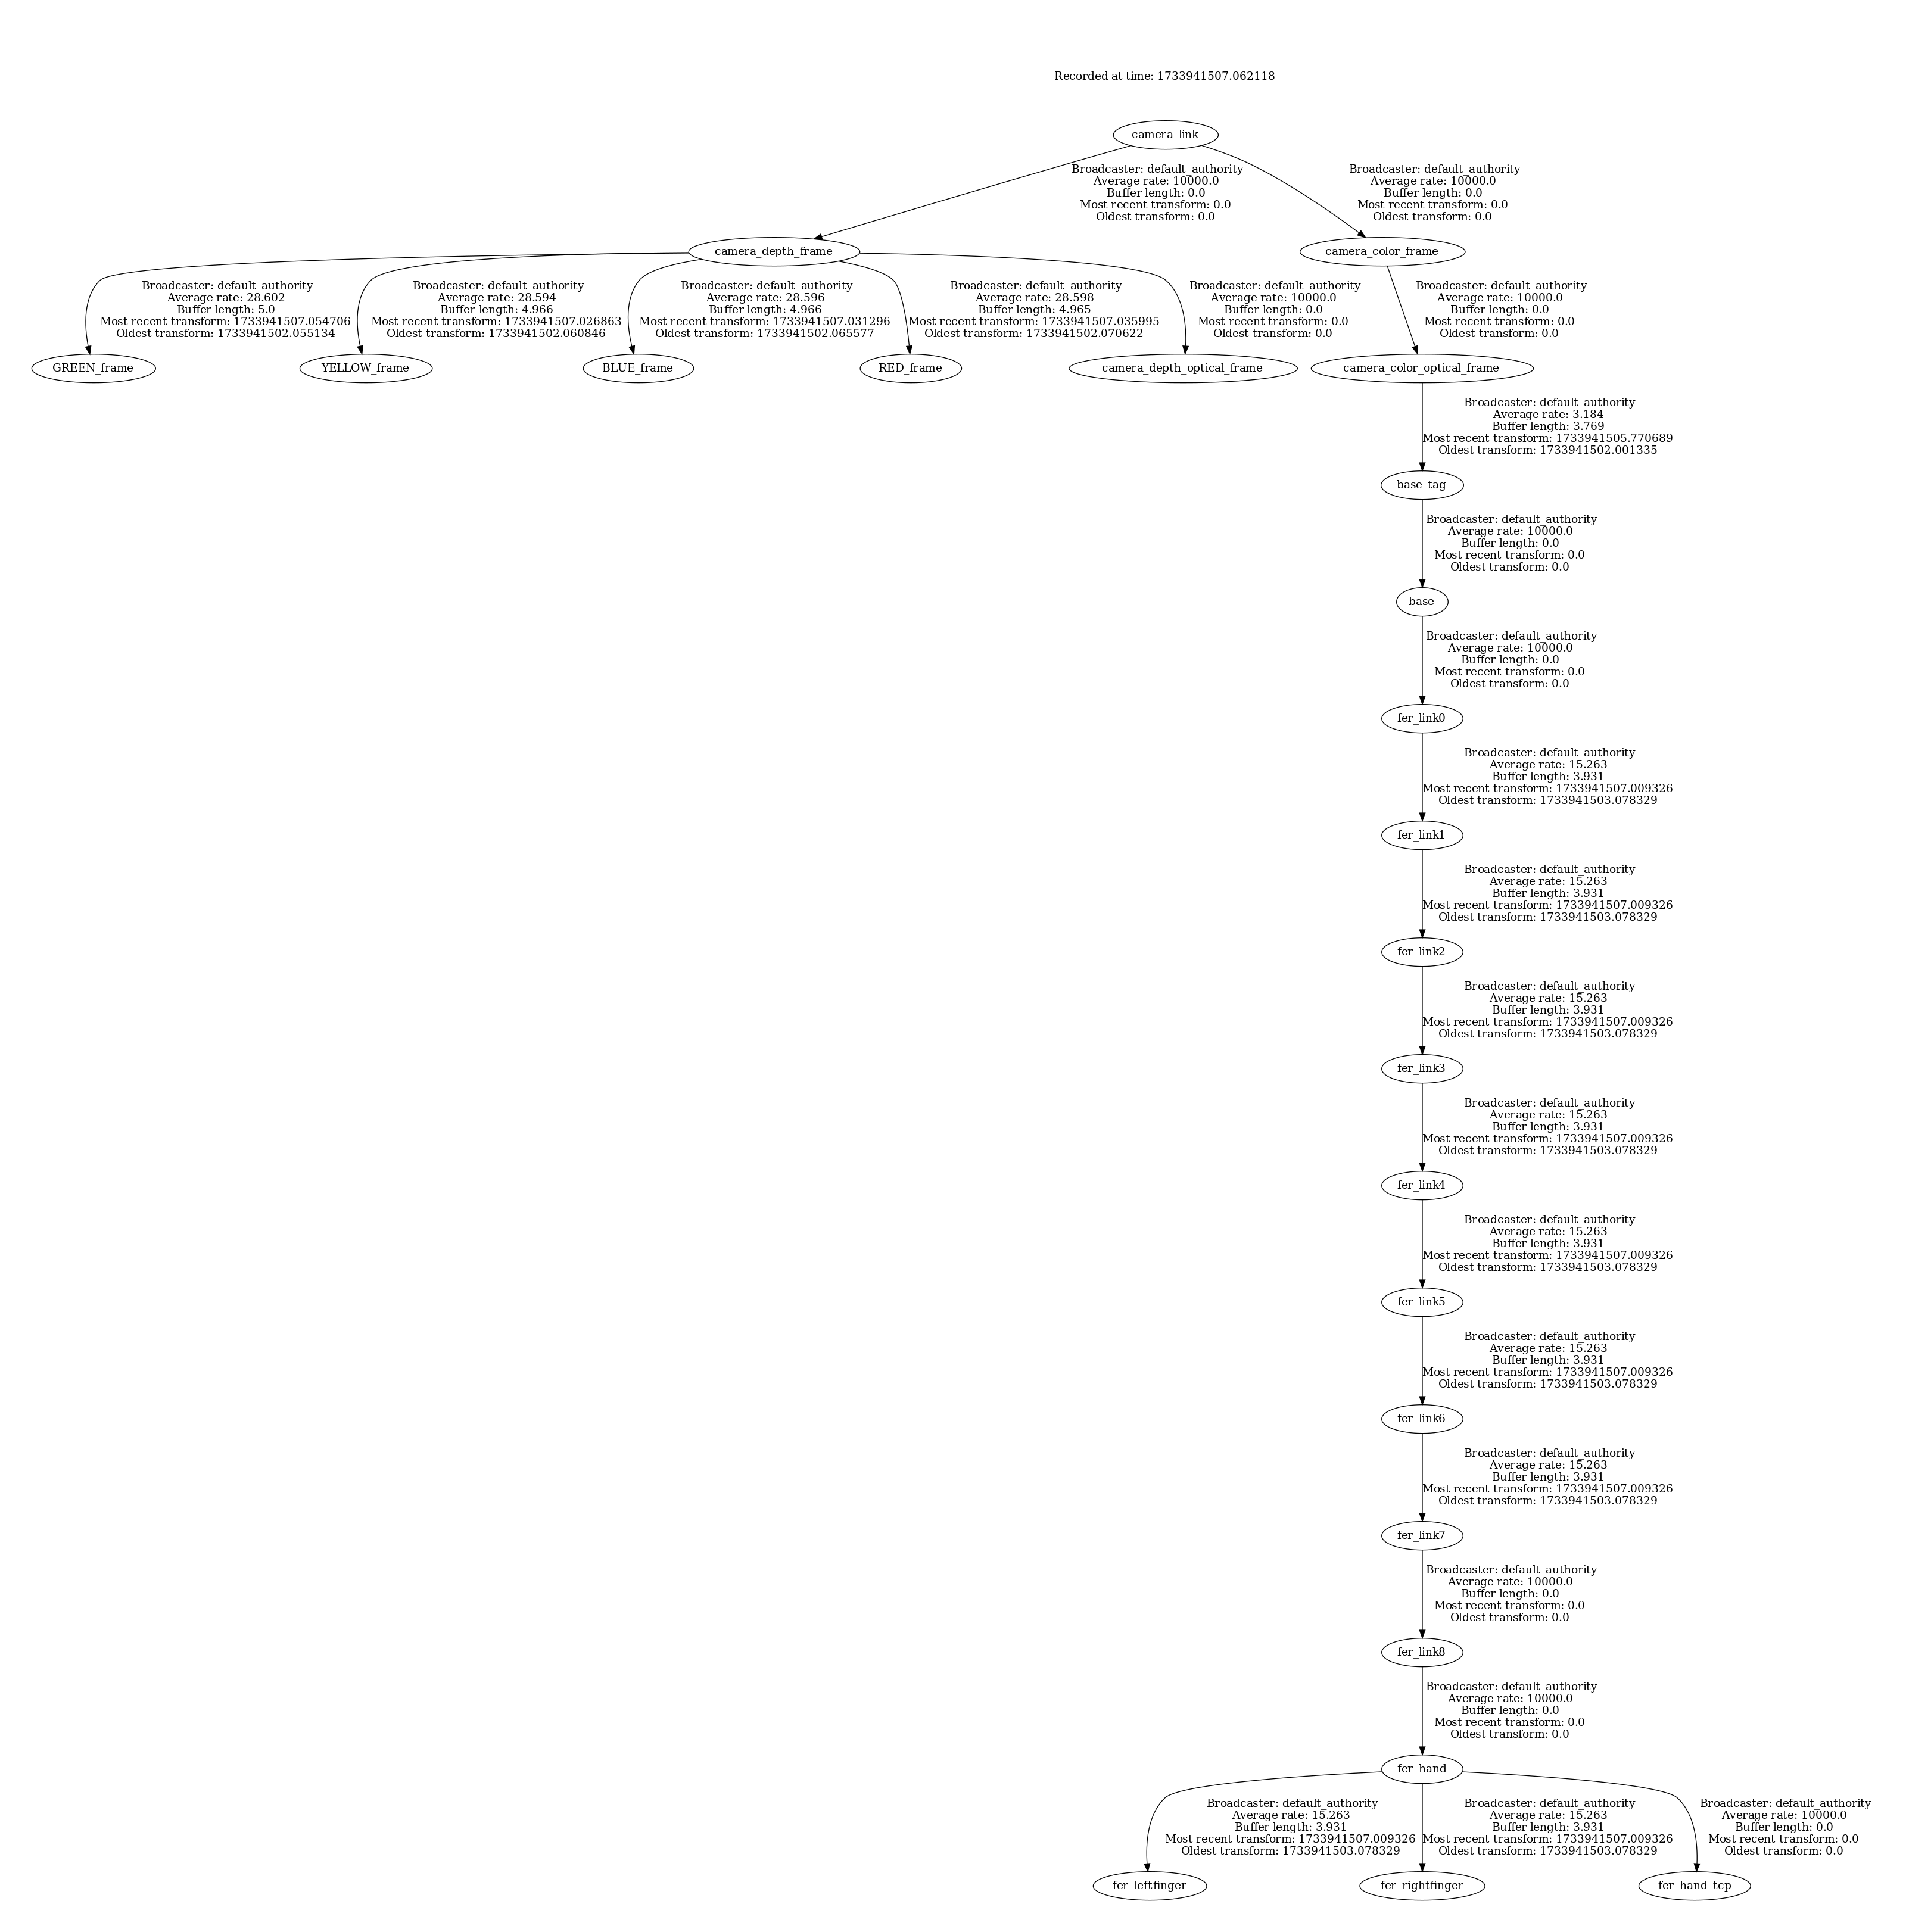 Recorded at time: 1733941507.062118
camera_link
Broadcaster: default_authority
Average rate: 10000.0
Buffer length: 0.0
Most recent transform: 0.0
Oldest transform: 0.0
Broadcaster: default_authority
Average rate: 10000.0
Buffer length: 0.0
Most recent transform: 0.0
Oldest transform: 0.0
camera_depth_frame
camera_color_frame
Broadcaster: default_authority
Average rate: 28.602
Buffer length: 5.0
Most recent transform: 1733941507.054706
Oldest transform: 1733941502.055134
Broadcaster: default_authority
Average rate: 28.594
Buffer length: 4.966
Most recent transform: 1733941507.026863
Oldest transform: 1733941502.060846
Broadcaster: default_authority
Average rate: 28.596
Buffer length: 4.966
Most recent transform: 1733941507.031296
Oldest transform: 1733941502.065577
Broadcaster: default_authority
Average rate: 28.598
Buffer length: 4.965
Most recent transform: 1733941507.035995
Oldest transform: 1733941502.070622
Broadcaster: default_authority
Average rate: 10000.0
Buffer length: 0.0
Most recent transform: 0.0
Oldest transform: 0.0
Broadcaster: default_authority
Average rate: 10000.0
Buffer length: 0.0
Most recent transform: 0.0
Oldest transform: 0.0
GREEN_frame
YELLOW_frame
BLUE_frame
RED_frame
camera_depth_optical_frame
camera_color_optical_frame
Broadcaster: default_authority
Average rate: 3.184
Buffer length: 3.769
Most recent transform: 1733941505.770689
Oldest transform: 1733941502.001335
base_tag
Broadcaster: default_authority
Average rate: 10000.0
Buffer length: 0.0
Most recent transform: 0.0
Oldest transform: 0.0
base
Broadcaster: default_authority
Average rate: 10000.0
Buffer length: 0.0
Most recent transform: 0.0
Oldest transform: 0.0
fer_link0
Broadcaster: default_authority
Average rate: 15.263
Buffer length: 3.931
Most recent transform: 1733941507.009326
Oldest transform: 1733941503.078329
fer_link1
Broadcaster: default_authority
Average rate: 15.263
Buffer length: 3.931
Most recent transform: 1733941507.009326
Oldest transform: 1733941503.078329
fer_link2
Broadcaster: default_authority
Average rate: 15.263
Buffer length: 3.931
Most recent transform: 1733941507.009326
Oldest transform: 1733941503.078329
fer_link3
Broadcaster: default_authority
Average rate: 15.263
Buffer length: 3.931
Most recent transform: 1733941507.009326
Oldest transform: 1733941503.078329
fer_link4
Broadcaster: default_authority
Average rate: 15.263
Buffer length: 3.931
Most recent transform: 1733941507.009326
Oldest transform: 1733941503.078329
fer_link5
Broadcaster: default_authority
Average rate: 15.263
Buffer length: 3.931
Most recent transform: 1733941507.009326
Oldest transform: 1733941503.078329
fer_link6
Broadcaster: default_authority
Average rate: 15.263
Buffer length: 3.931
Most recent transform: 1733941507.009326
Oldest transform: 1733941503.078329
fer_link7
Broadcaster: default_authority
Average rate: 10000.0
Buffer length: 0.0
Most recent transform: 0.0
Oldest transform: 0.0
fer_link8
Broadcaster: default_authority
Average rate: 10000.0
Buffer length: 0.0
Most recent transform: 0.0
Oldest transform: 0.0
fer_hand
Broadcaster: default_authority
Average rate: 15.263
Buffer length: 3.931
Most recent transform: 1733941507.009326
Oldest transform: 1733941503.078329
Broadcaster: default_authority
Average rate: 15.263
Buffer length: 3.931
Most recent transform: 1733941507.009326
Oldest transform: 1733941503.078329
Broadcaster: default_authority
Average rate: 10000.0
Buffer length: 0.0
Most recent transform: 0.0
Oldest transform: 0.0
fer_leftfinger
fer_rightfinger
fer_hand_tcp